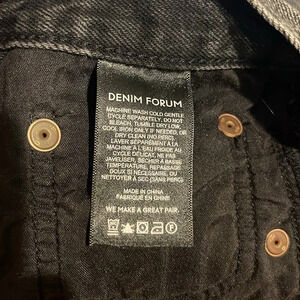 DENIM FORUM
MACHINE WASH COLD GENTLE
CYCLE SEPARATELY, DO NOT
BLEACH, TUMBLE DRY LOW,
COOL IRON ONLY IF NEEDED, OR
DRY CLEAN (NO PERC)
LAVER SÉPARÉMENT À LA
MACHINE À L'EAU FROIDE AU
CYCLE DÉLICAT, NE PAS
JAVELISER, SÉCHER À BASSE
TEMPÉRATURE, REPASSAGE
DOUX SI NÉCESSAIRE, OU
NETTOYER À SEC (SANS PERC)
MADE IN CHINA
FABRIQUÉ EN CHINE
WE MAKE A GREAT PAIR.